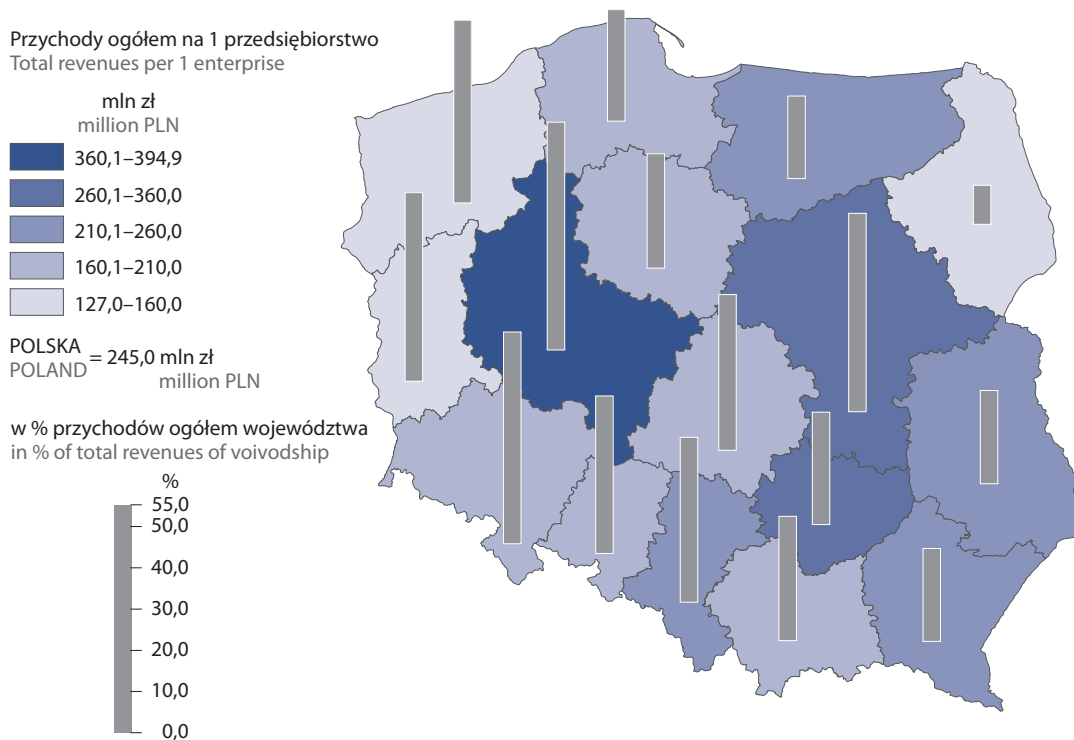 Przychody ogółem na 1 przedsiębiorstwo
Total revenues per 1 enterprise
mln zł
million PLN
360,1–394,9
260,1–360,0
210,1–260,0
160,1–210,0
127,0–160,0
POLSKA = 245,0 mln zł
POLAND million PLN
w % przychodów ogółem województwa
in % of total revenues of voivodship
%
55,0
50,0
40,0
30,0
20,0
10,0
0,0